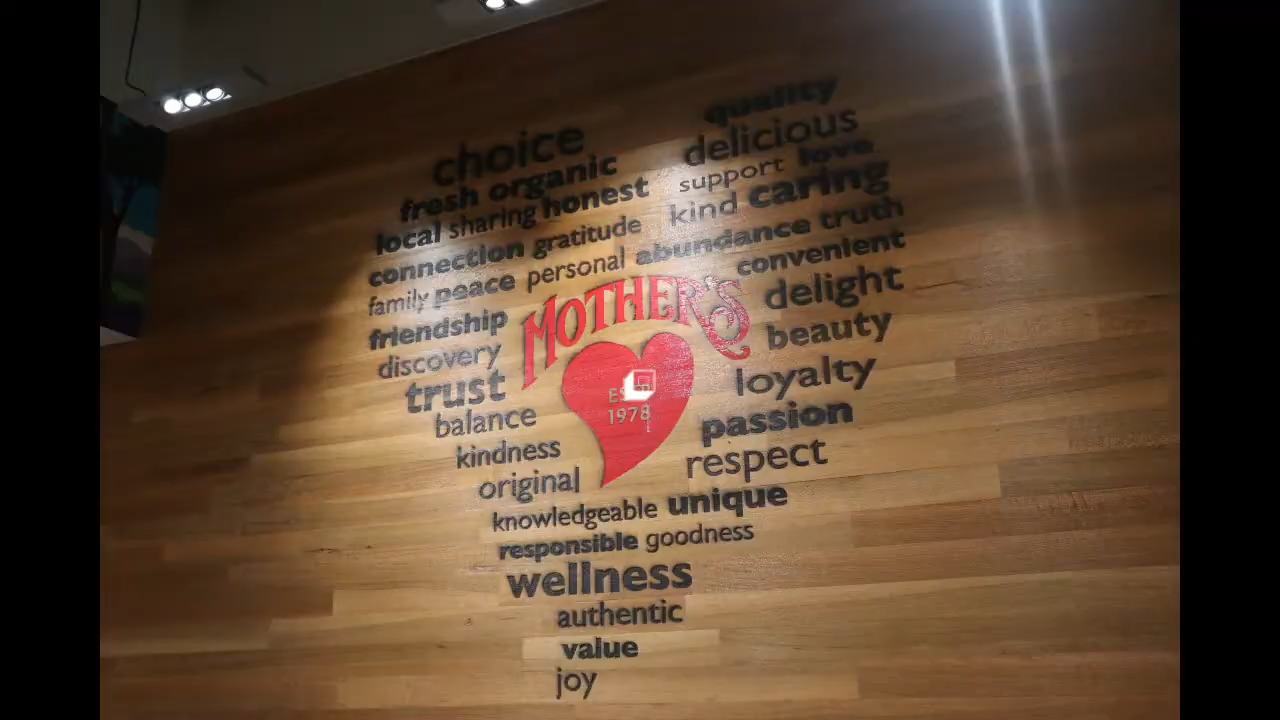 choice
quality
fresh organic
delicious
local sharing honest
support love
connection gratitude
kind caring
family peace personal abundance truth
convenient
friendship
MOTHER'S
delight
discovery
beauty
trust
loyalty
balance
1978
passion
kindness
respect
original
knowledgeable unique
responsible goodness
wellness
authentic
value
joy